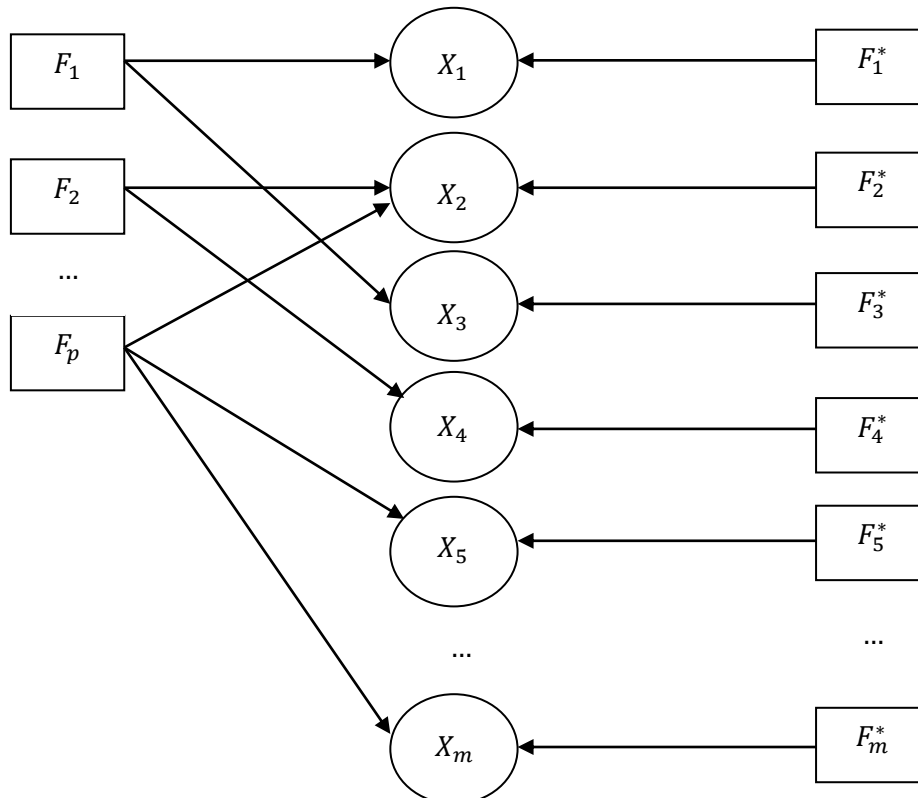 F_1
F_2
...
F_p
X_1
X_2
X_3
X_4
X_5
...
X_m
F_1^*
F_2^*
F_3^*
F_4^*
F_5^*
...
F_m^*